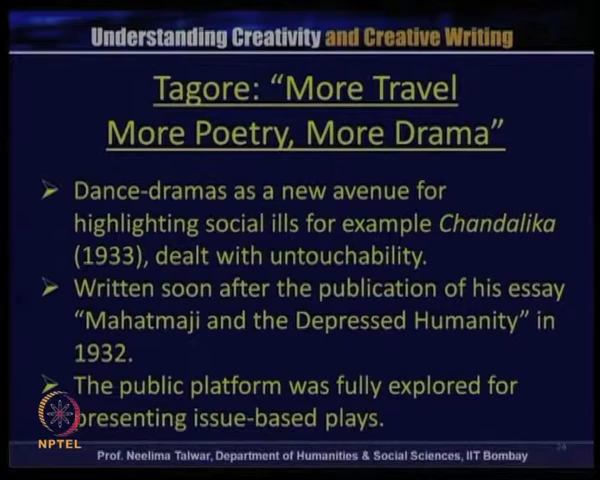 Understanding Creativity and Creative Writing
Tagore: “More Travel
More Poetry, More Drama”
➢ Dance-dramas as a new avenue for
highlighting social ills for example Chandalika
(1933), dealt with untouchability.
➢ Written soon after the publication of his essay
“Mahatmaji and the Depressed Humanity” in
1932.
➢ The public platform was fully explored for
presenting issue-based plays.
NPTEL
Prof. Neelima Talwar, Department of Humanities & Social Sciences, IIT Bombay